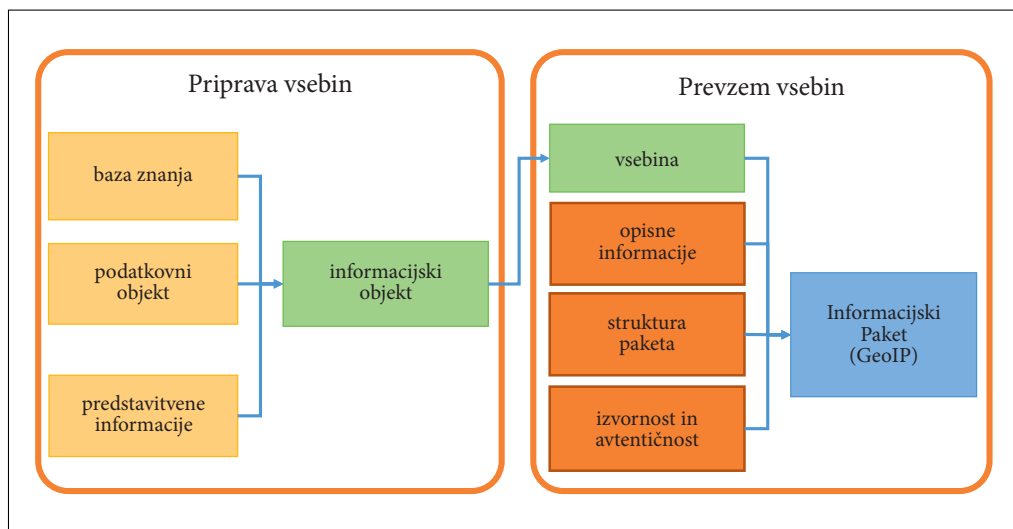 Priprava vsebin
baza znanja
podatkovni
objekt
predstavitvene
informacije
informacijski
objekt
Prevzem vsebin
vsebina
opisne
informacije
struktura
paketa
izvornost in
avtentičnost
Informacijski
Paket
(GeoIP)